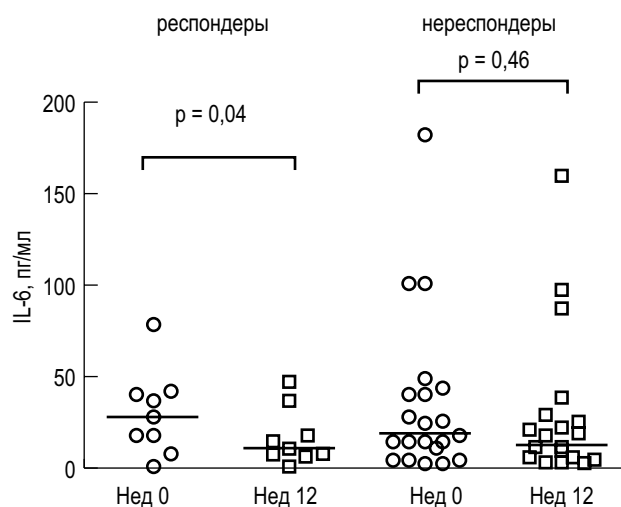 респондеры нереспондеры
p = 0,04
p = 0,46
IL-6, пг/мл
200
150
100
50
0
Нед 0 Нед 12 Нед 0 Нед 12